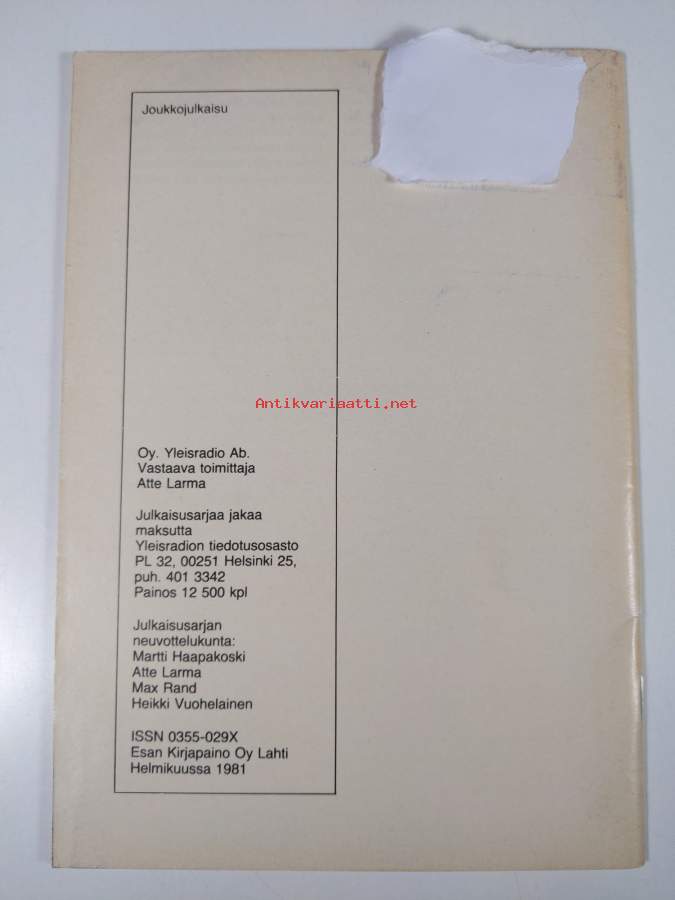 Joukkojulkaisu
Antikvariaatti.net
Oy. Yleisradio Ab.
Vastaava toimittaja
Atte Larma
Julkaisusarjaa jakaa
maksutta
Yleisradion tiedotusosasto
PL 32, 00251 Helsinki 25,
puh. 401 3342
Painos 12 500 kpl
Julkaisusarjan
neuvottelukunta:
Martti Haapakoski
Atte Larma
Max Rand
Heikki Vuohelainen
ISSN 0355-029X
Esan Kirjapaino Oy Lahti
Helmikuussa 1981